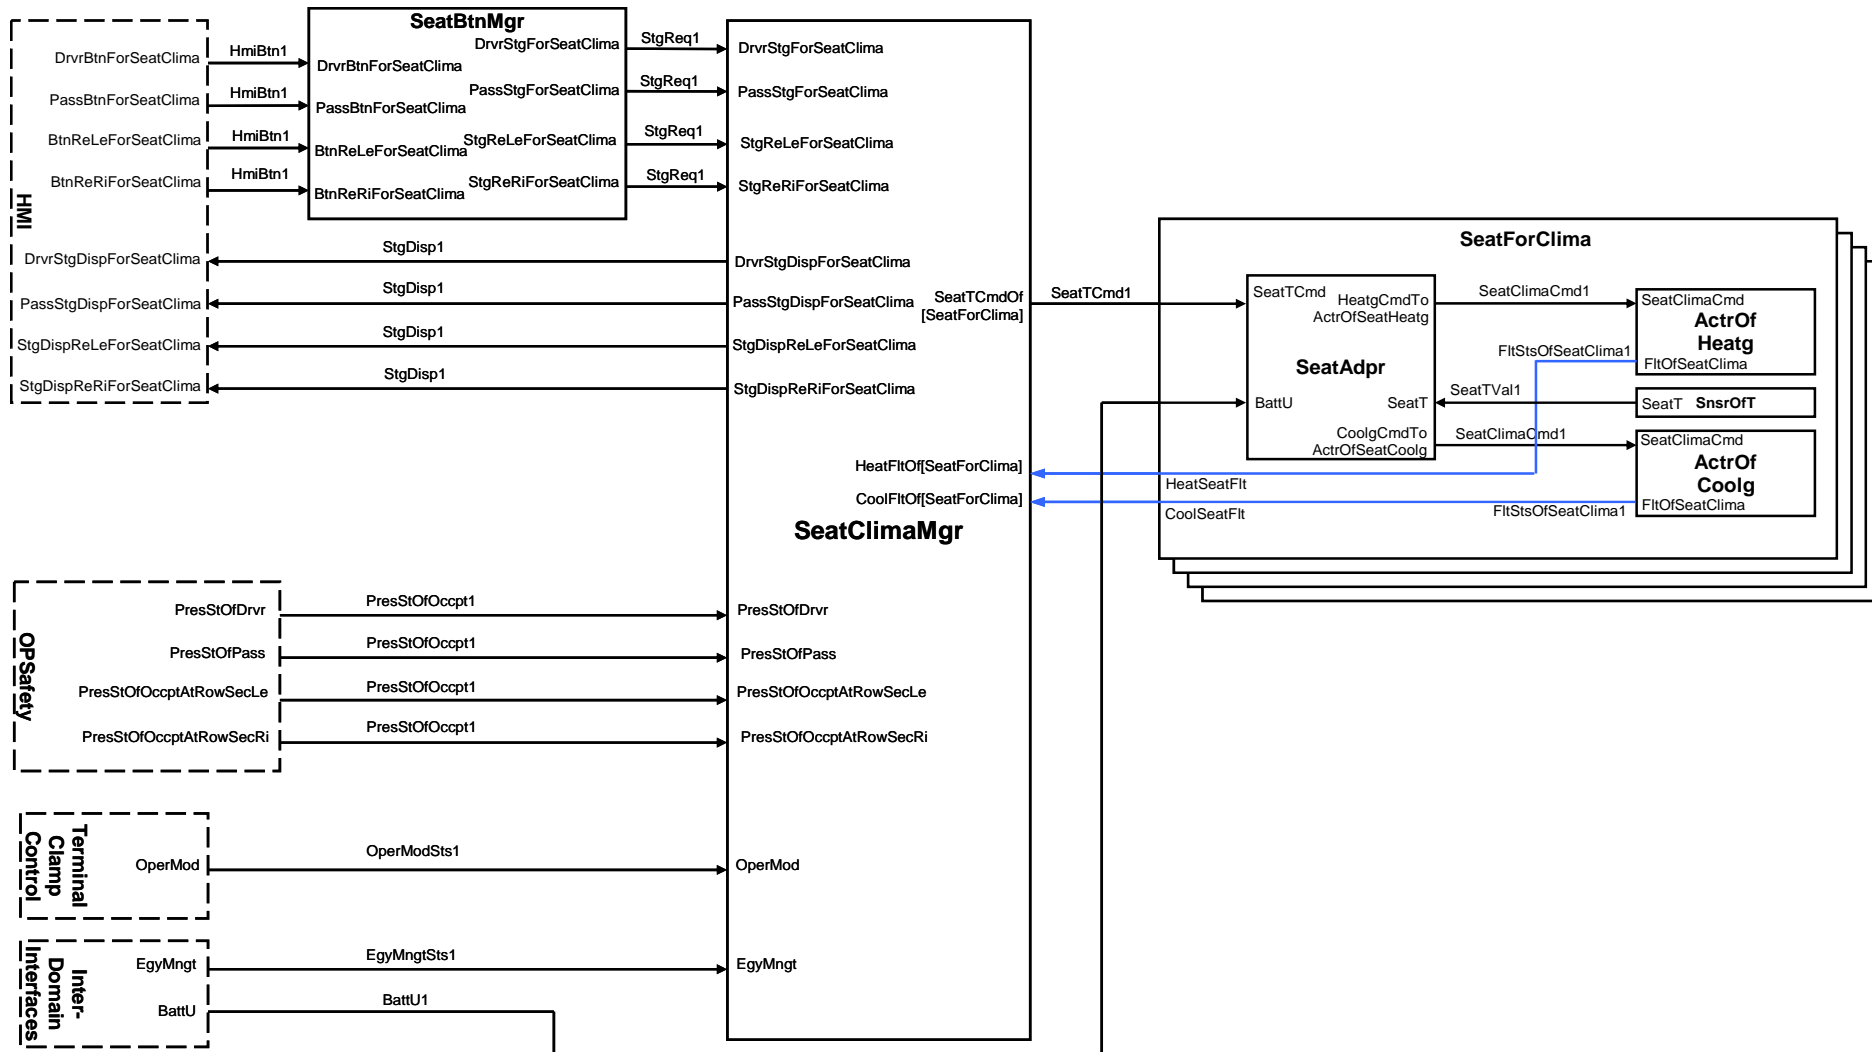 SeatBtnMgr
DrvrBtnForSeatClima
HmiBtn1
DrvrBtnForSeatClima
DrvrStgForSeatClima
StgReq1
DrvrStgForSeatClima
PassBtnForSeatClima
HmiBtn1
PassBtnForSeatClima
PassStgForSeatClima
StgReq1
PassStgForSeatClima
BtnReLeForSeatClima
HmiBtn1
BtnReLeForSeatClima
StgReLeForSeatClima
StgReq1
StgReLeForSeatClima
BtnReRiForSeatClima
HmiBtn1
BtnReRiForSeatClima
StgReRiForSeatClima
StgReq1
StgReRiForSeatClima
HMI
DrvrStgDispForSeatClima
StgDisp1
DrvrStgDispForSeatClima
PassStgDispForSeatClima
StgDisp1
PassStgDispForSeatClima
StgDispReLeForSeatClima
StgDisp1
StgDispReLeForSeatClima
StgDispReRiForSeatClima
StgDisp1
StgDispReRiForSeatClima
SeatTCmdOf
[SeatForClima]
SeatTCmd1
HeatFltOf[SeatForClima]
CoolFltOf[SeatForClima]
SeatClimaMgr
SeatForClima
SeatTCmd
HeatgCmdTo
ActrOfSeatHeatg
SeatAdpr
BattU
SeatT
CoolgCmdTo
ActrOfSeatCoolg
SeatClimaCmd1
SeatClimaCmd
ActrOf
Heatg
FltOfSeatClima
FltStsOfSeatClima1
SeatTVal1
SeatT
SnsrOfT
SeatClimaCmd1
SeatClimaCmd
ActrOf
Coolg
FltOfSeatClima
FltStsOfSeatClima1
HeatSeatFlt
CoolSeatFlt
OPSafety
PresStOfDrvr
PresStOfOccpt1
PresStOfDrvr
PresStOfPass
PresStOfOccpt1
PresStOfPass
PresStOfOccptAtRowSecLe
PresStOfOccpt1
PresStOfOccptAtRowSecLe
PresStOfOccptAtRowSecRi
PresStOfOccpt1
PresStOfOccptAtRowSecRi
Terminal
Clamp
Control
OperMod
OperModSts1
OperMod
Inter-
Domain
Interfaces
EgyMngt
EgyMngtSts1
EgyMngt
BattU
BattU1